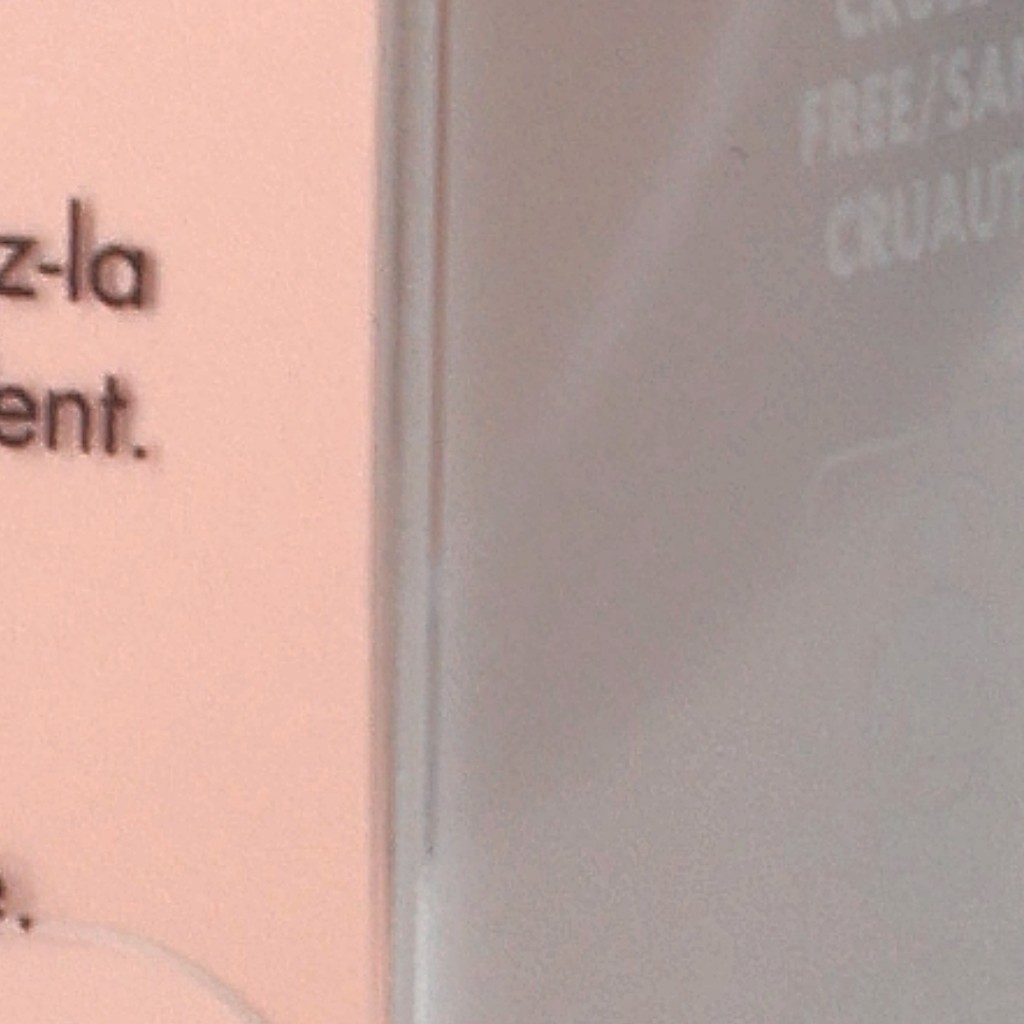 z-la
ent.
e.
FREE/SA
CRUAUT